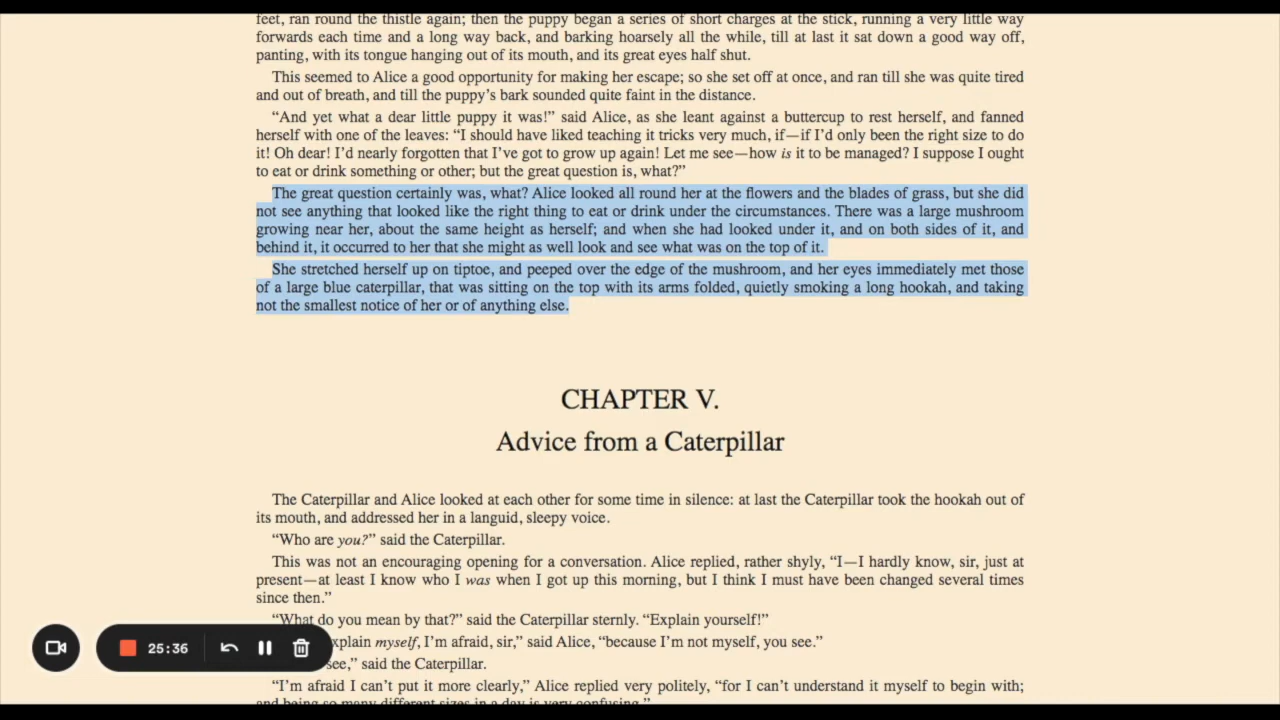 feet, ran round the thistle again; then the puppy began a series of short charges at the stick, running a very little way
forwards each time and a long way back, and barking hoarsely all the while, till at last it sat down a good way off,
panting, with its tongue hanging out of its mouth, and its great eyes half shut.
This seemed to Alice a good opportunity for making her escape; so she set off at once, and ran till she was quite tired
and out of breath, and till the puppy’s bark sounded quite faint in the distance.
“And yet what a dear little puppy it was!” said Alice, as she leant against a buttercup to rest herself, and fanned
herself with one of the leaves: “I should have liked teaching it tricks very much, if—if I’d only been the right size to do
it! Oh dear! I’d nearly forgotten that I’ve got to grow up again! Let me see—how is it to be managed? I suppose I ought
to eat or drink something or other; but the great question is, what?”
The great question certainly was, what? Alice looked all round her at the flowers and the blades of grass, but she did
not see anything that looked like the right thing to eat or drink under the circumstances. There was a large mushroom
growing near her, about the same height as herself; and when she had looked under it, and on both sides of it, and
behind it, it occurred to her that she might as well look and see what was on the top of it.
She stretched herself up on tiptoe, and peeped over the edge of the mushroom, and her eyes immediately met those
of a large blue caterpillar, that was sitting on the top with its arms folded, quietly smoking a long hookah, and taking
not the smallest notice of her or of anything else.
CHAPTER V.
Advice from a Caterpillar
The Caterpillar and Alice looked at each other for some time in silence: at last the Caterpillar took the hookah out of
its mouth, and addressed her in a languid, sleepy voice.
“Who are you?” said the Caterpillar.
This was not an encouraging opening for a conversation. Alice replied, rather shyly, “I—I hardly know, sir, just at
present—at least I know who I was when I got up this morning, but I think I must have been changed several times
since then.”
“What do you mean by that?” said the Caterpillar sternly. “Explain yourself!”
xplain myself, I’m afraid, sir,” said Alice, “because I’m not myself, you see.”
25:36
see,” said the Caterpillar.
“I’m afraid I can’t put it more clearly,” Alice replied very politely, “for I can’t understand it myself to begin with;
and being so many different sizes in a day is very confusing.”